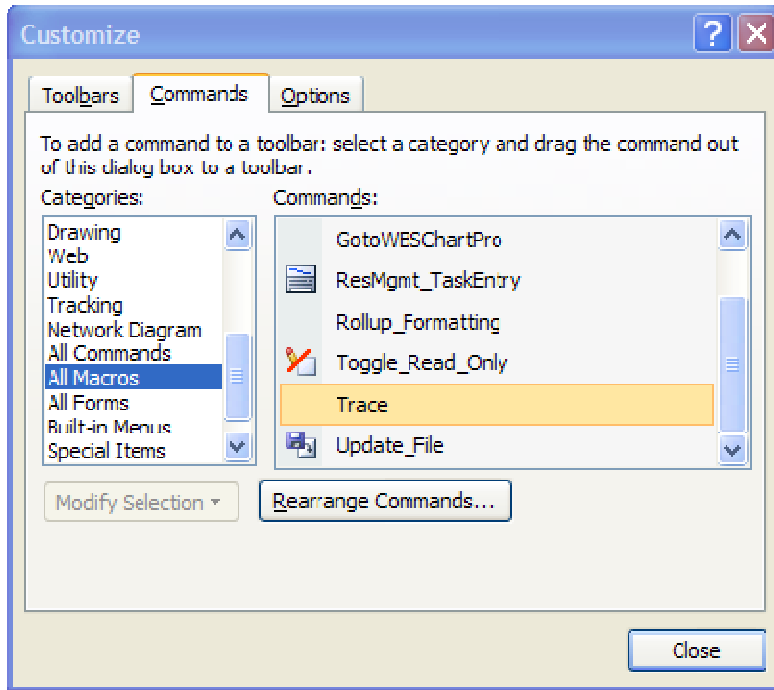 Customize
Toolbars
Commands
Options
To add a command to a toolbar: select a category and drag the command out
of this dialog box to a toolbar.
Categories:
Commands:
Drawing
Web
Utility
Tracking
Network Diagram
All Commands
All Macros
All Forms
Built-in Menus
Special Items
GotoWESChartPro
ResMgmt_TaskEntry
Rollup_Formatting
Toggle_Read_Only
Trace
Update_File
Modify Selection
Rearrange Commands...
Close